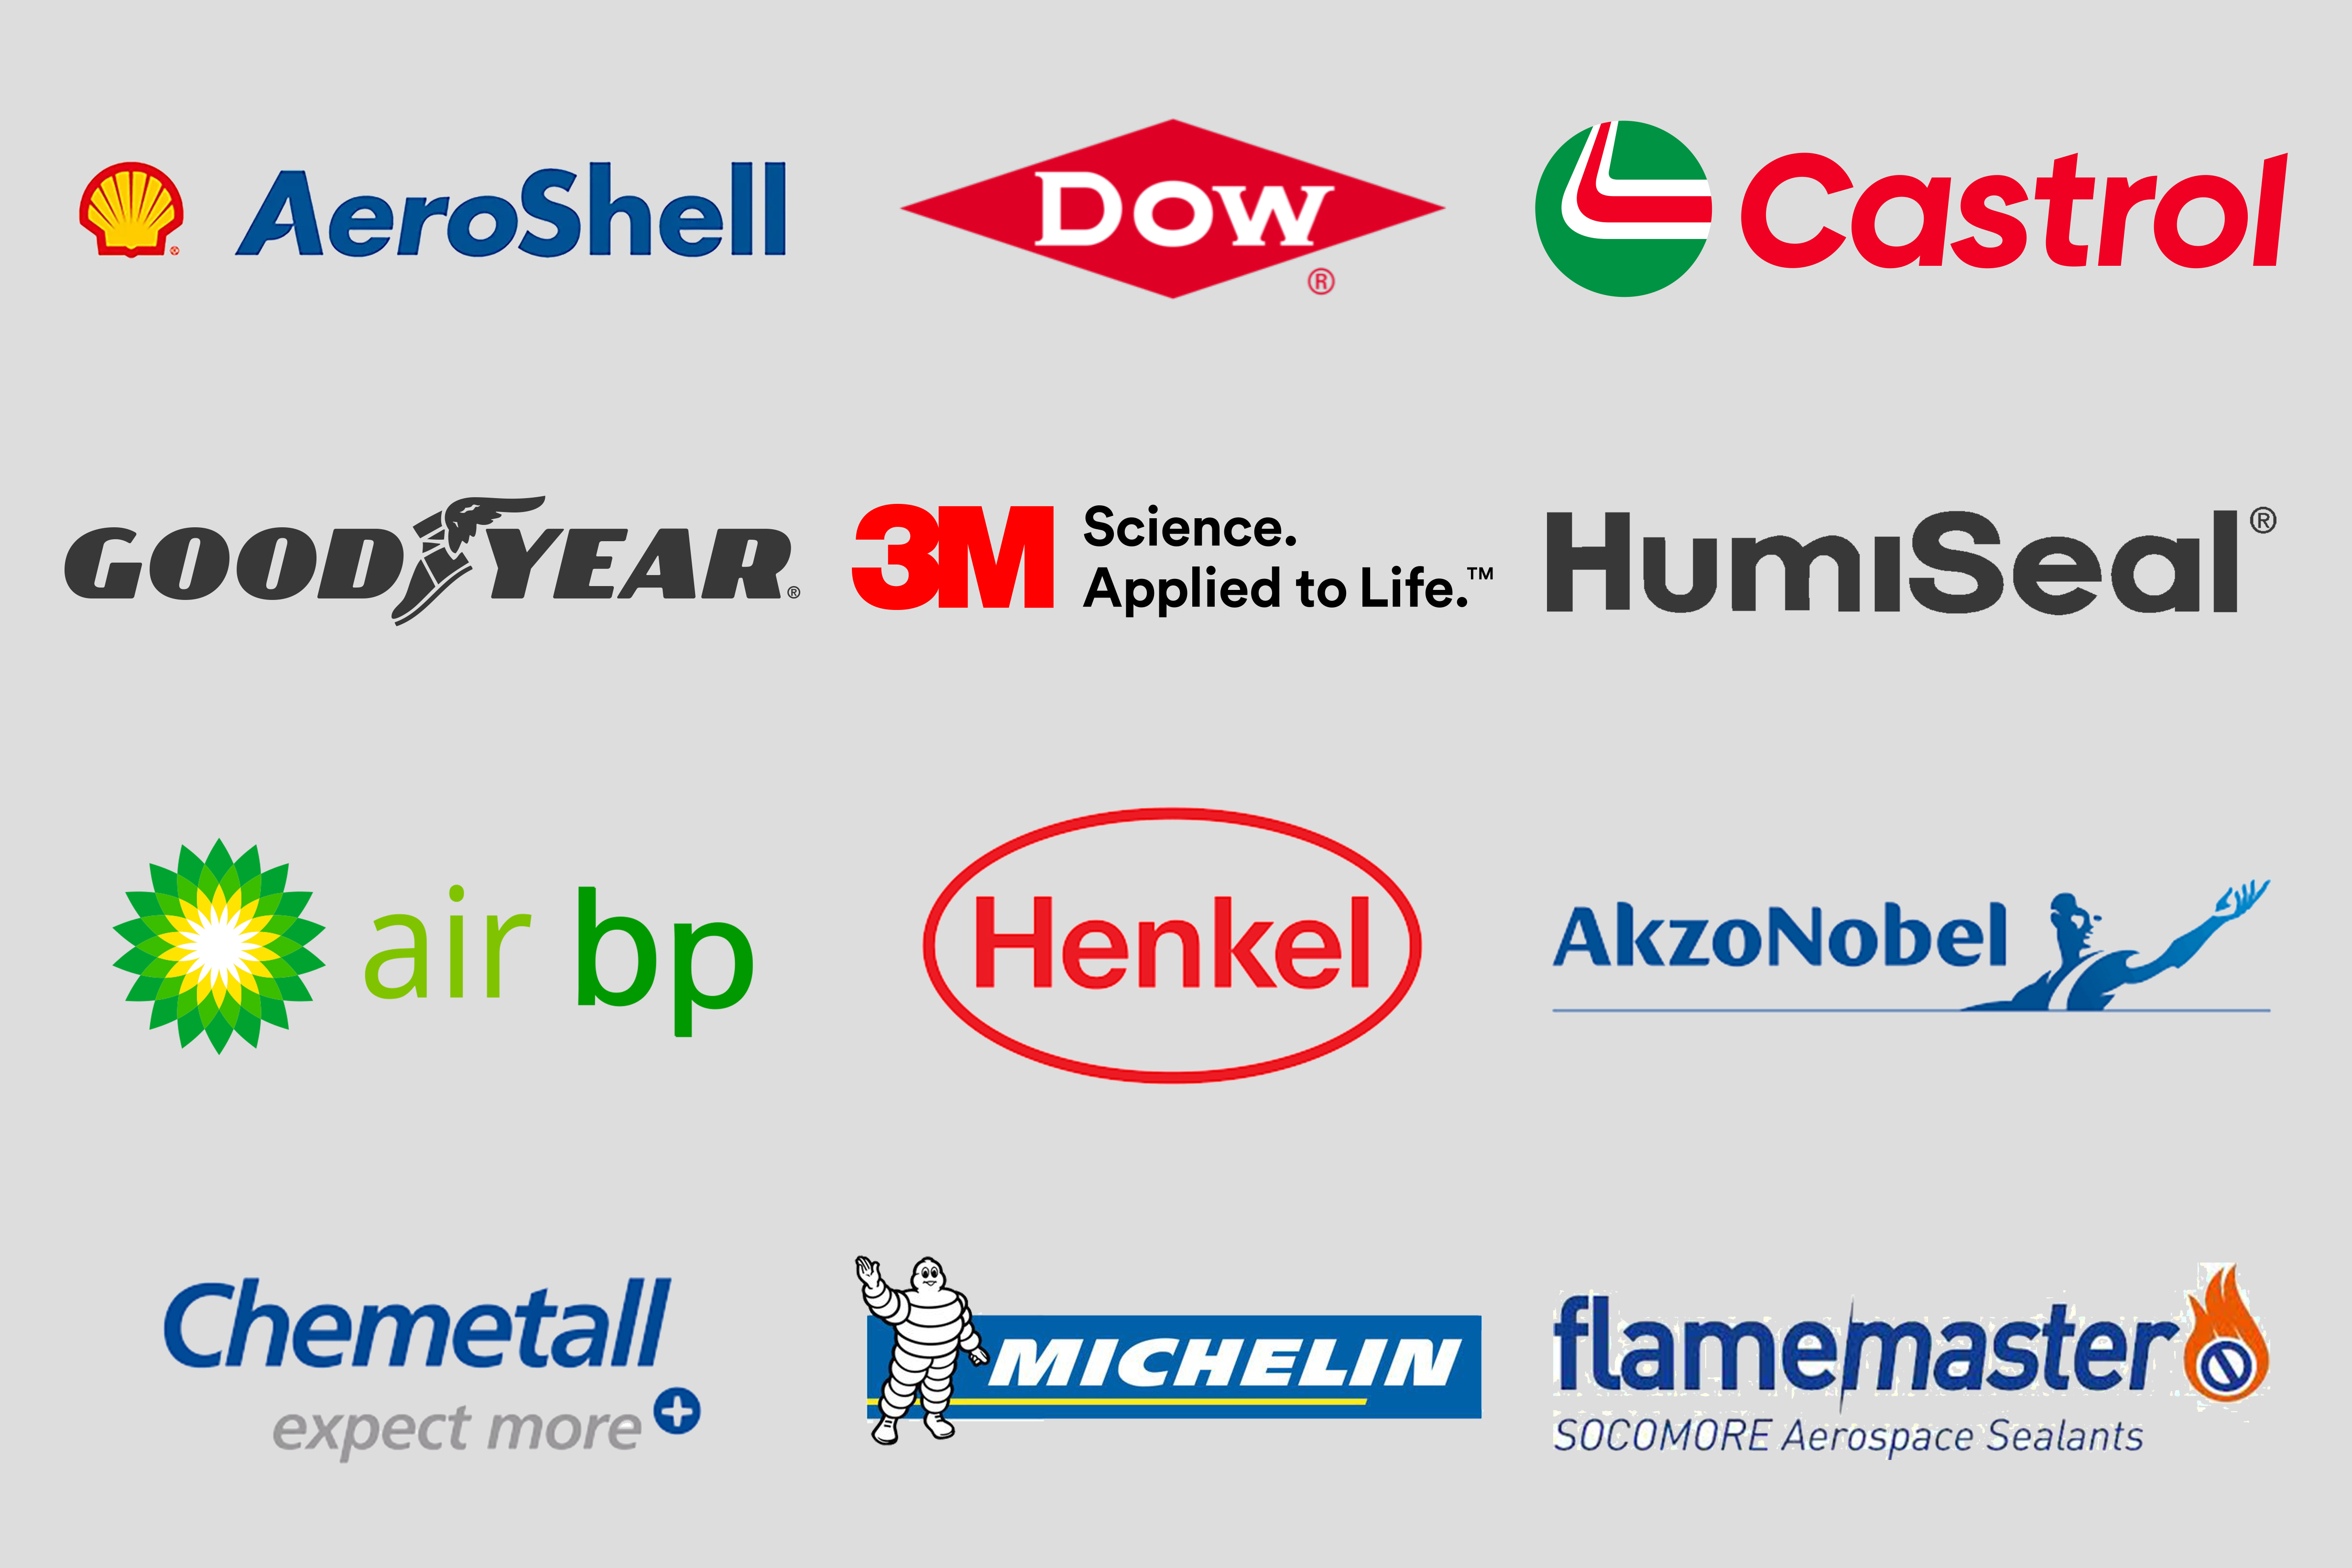 AeroShell
DOW®
Castrol
GOODYEAR®
3M Science.
Applied to Life.™
HumiSeal®
air bp
Henkel
AkzoNobel
Chemetall
expect more +
MICHELIN
flamemaster
SOCOMORE Aerospace Sealants